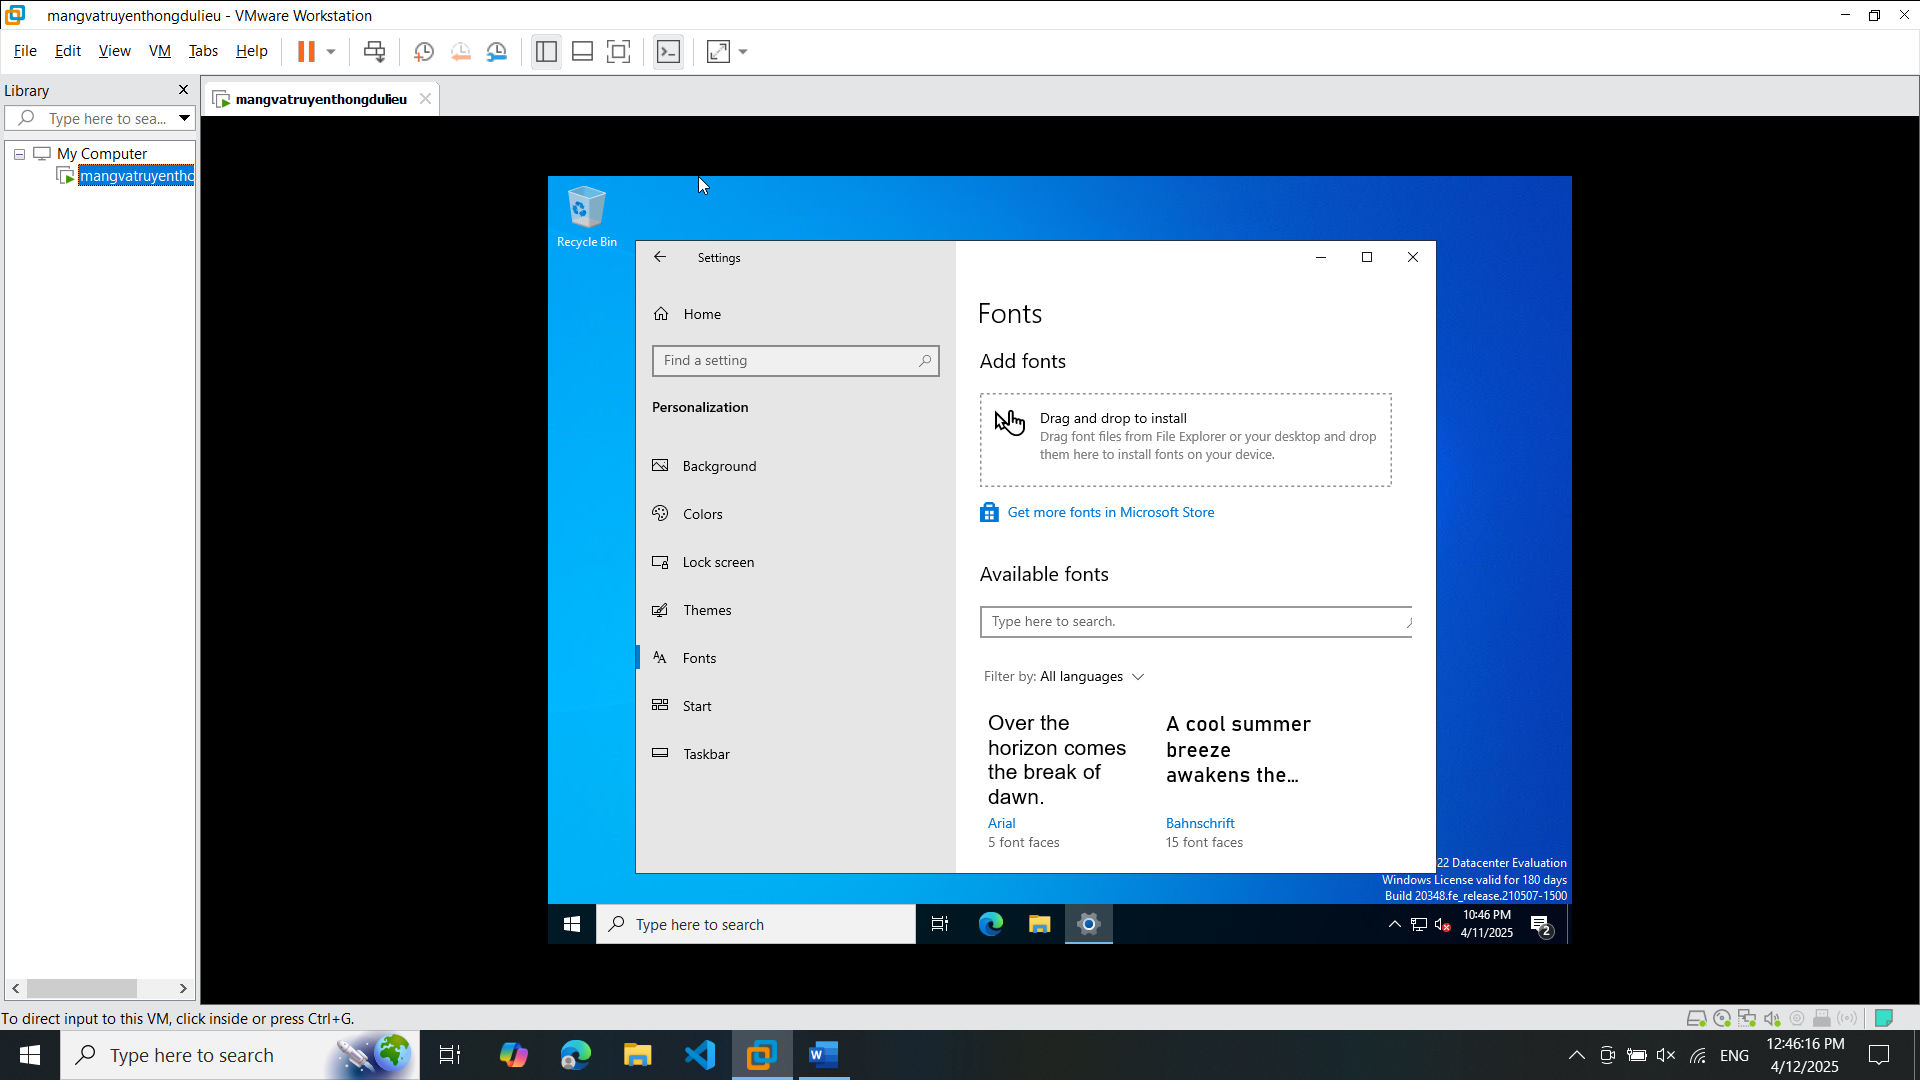 mangvatruyenthongdulieu - VMware Workstation
File Edit View VM Tabs Help
Library
mangvatruyenthongdulieu
Type here to sea...
My Computer
mangvatruyenthc
Recycle Bin
Settings
Home
Find a setting
Personalization
Background
Colors
Lock screen
Themes
Fonts
Start
Taskbar
Fonts
Add fonts
Drag and drop to install
Drag font files from File Explorer or your desktop and drop
them here to install fonts on your device.
Get more fonts in Microsoft Store
Available fonts
Type here to search.
Filter by: All languages
Over the
horizon comes
the break of
dawn.
Arial
5 font faces
A cool summer
breeze
awakens the...
Bahnschrift
15 font faces
22 Datacenter Evaluation
Windows License valid for 180 days
Build 20348.fe_release.210507-1500
Type here to search
10:46 PM
4/11/2025
2
To direct input to this VM, click inside or press Ctrl+G.
Type here to search
ENG
12:46:16 PM
4/12/2025